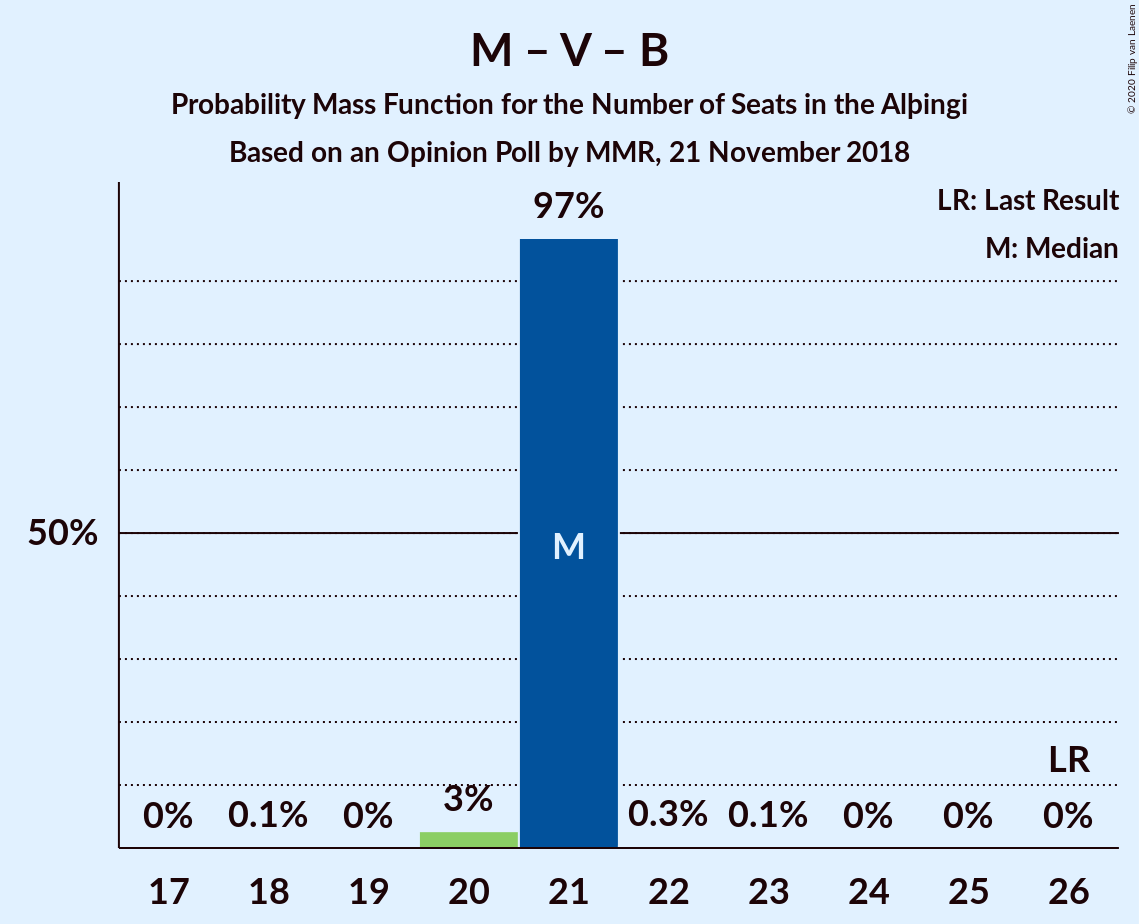 M – V – B
Probability Mass Function for the Number of Seats in the Alþingi
Based on an Opinion Poll by MMR, 21 November 2018
© 2020 Filip van Laenen
LR: Last Result
M: Median
97%
50%
M
LR
0% 0.1% 0% 3% 0.3% 0.1% 0% 0% 0%
17 18 19 20 21 22 23 24 25 26